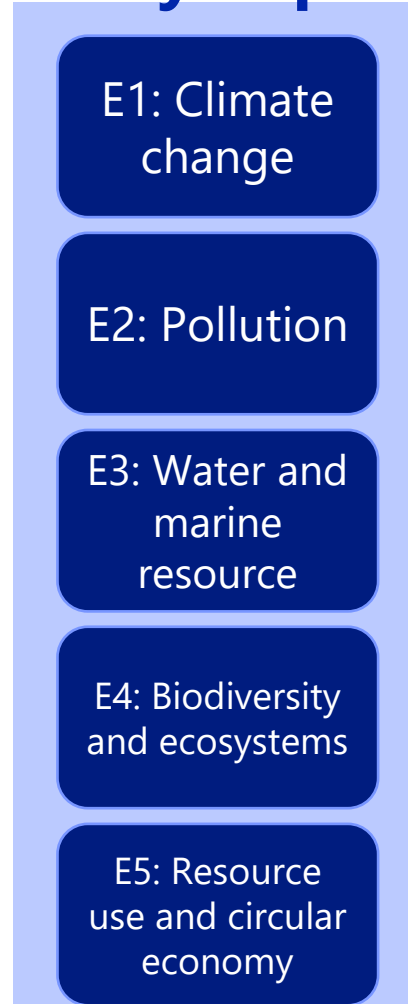 E1: Climate
change
E2: Pollution
E3: Water and
marine
resource
E4: Biodiversity
and ecosystems
E5: Resource
use and circular
economy